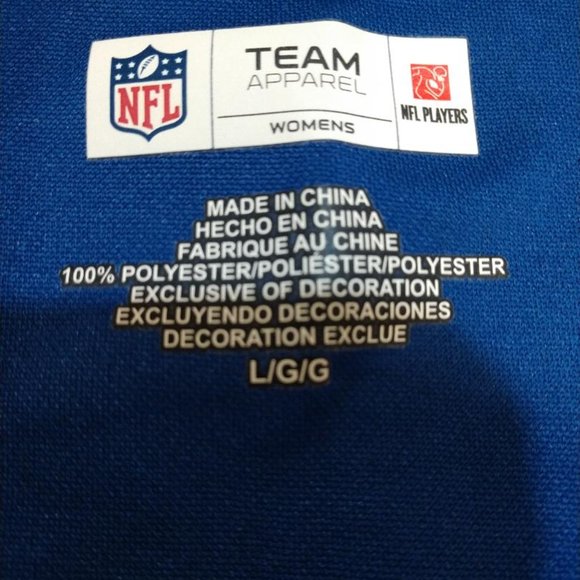 NFL
TEAM
APPAREL
WOMENS
NFL PLAYERS
MADE IN CHINA
HECHO EN CHINA
FABRIQUE AU CHINE
100% POLYESTER/POLIÉSTER/POLYESTER
EXCLUSIVE OF DECORATION
EXCLUYENDO DECORACIONES
DECORATION EXCLUE
L/G/G